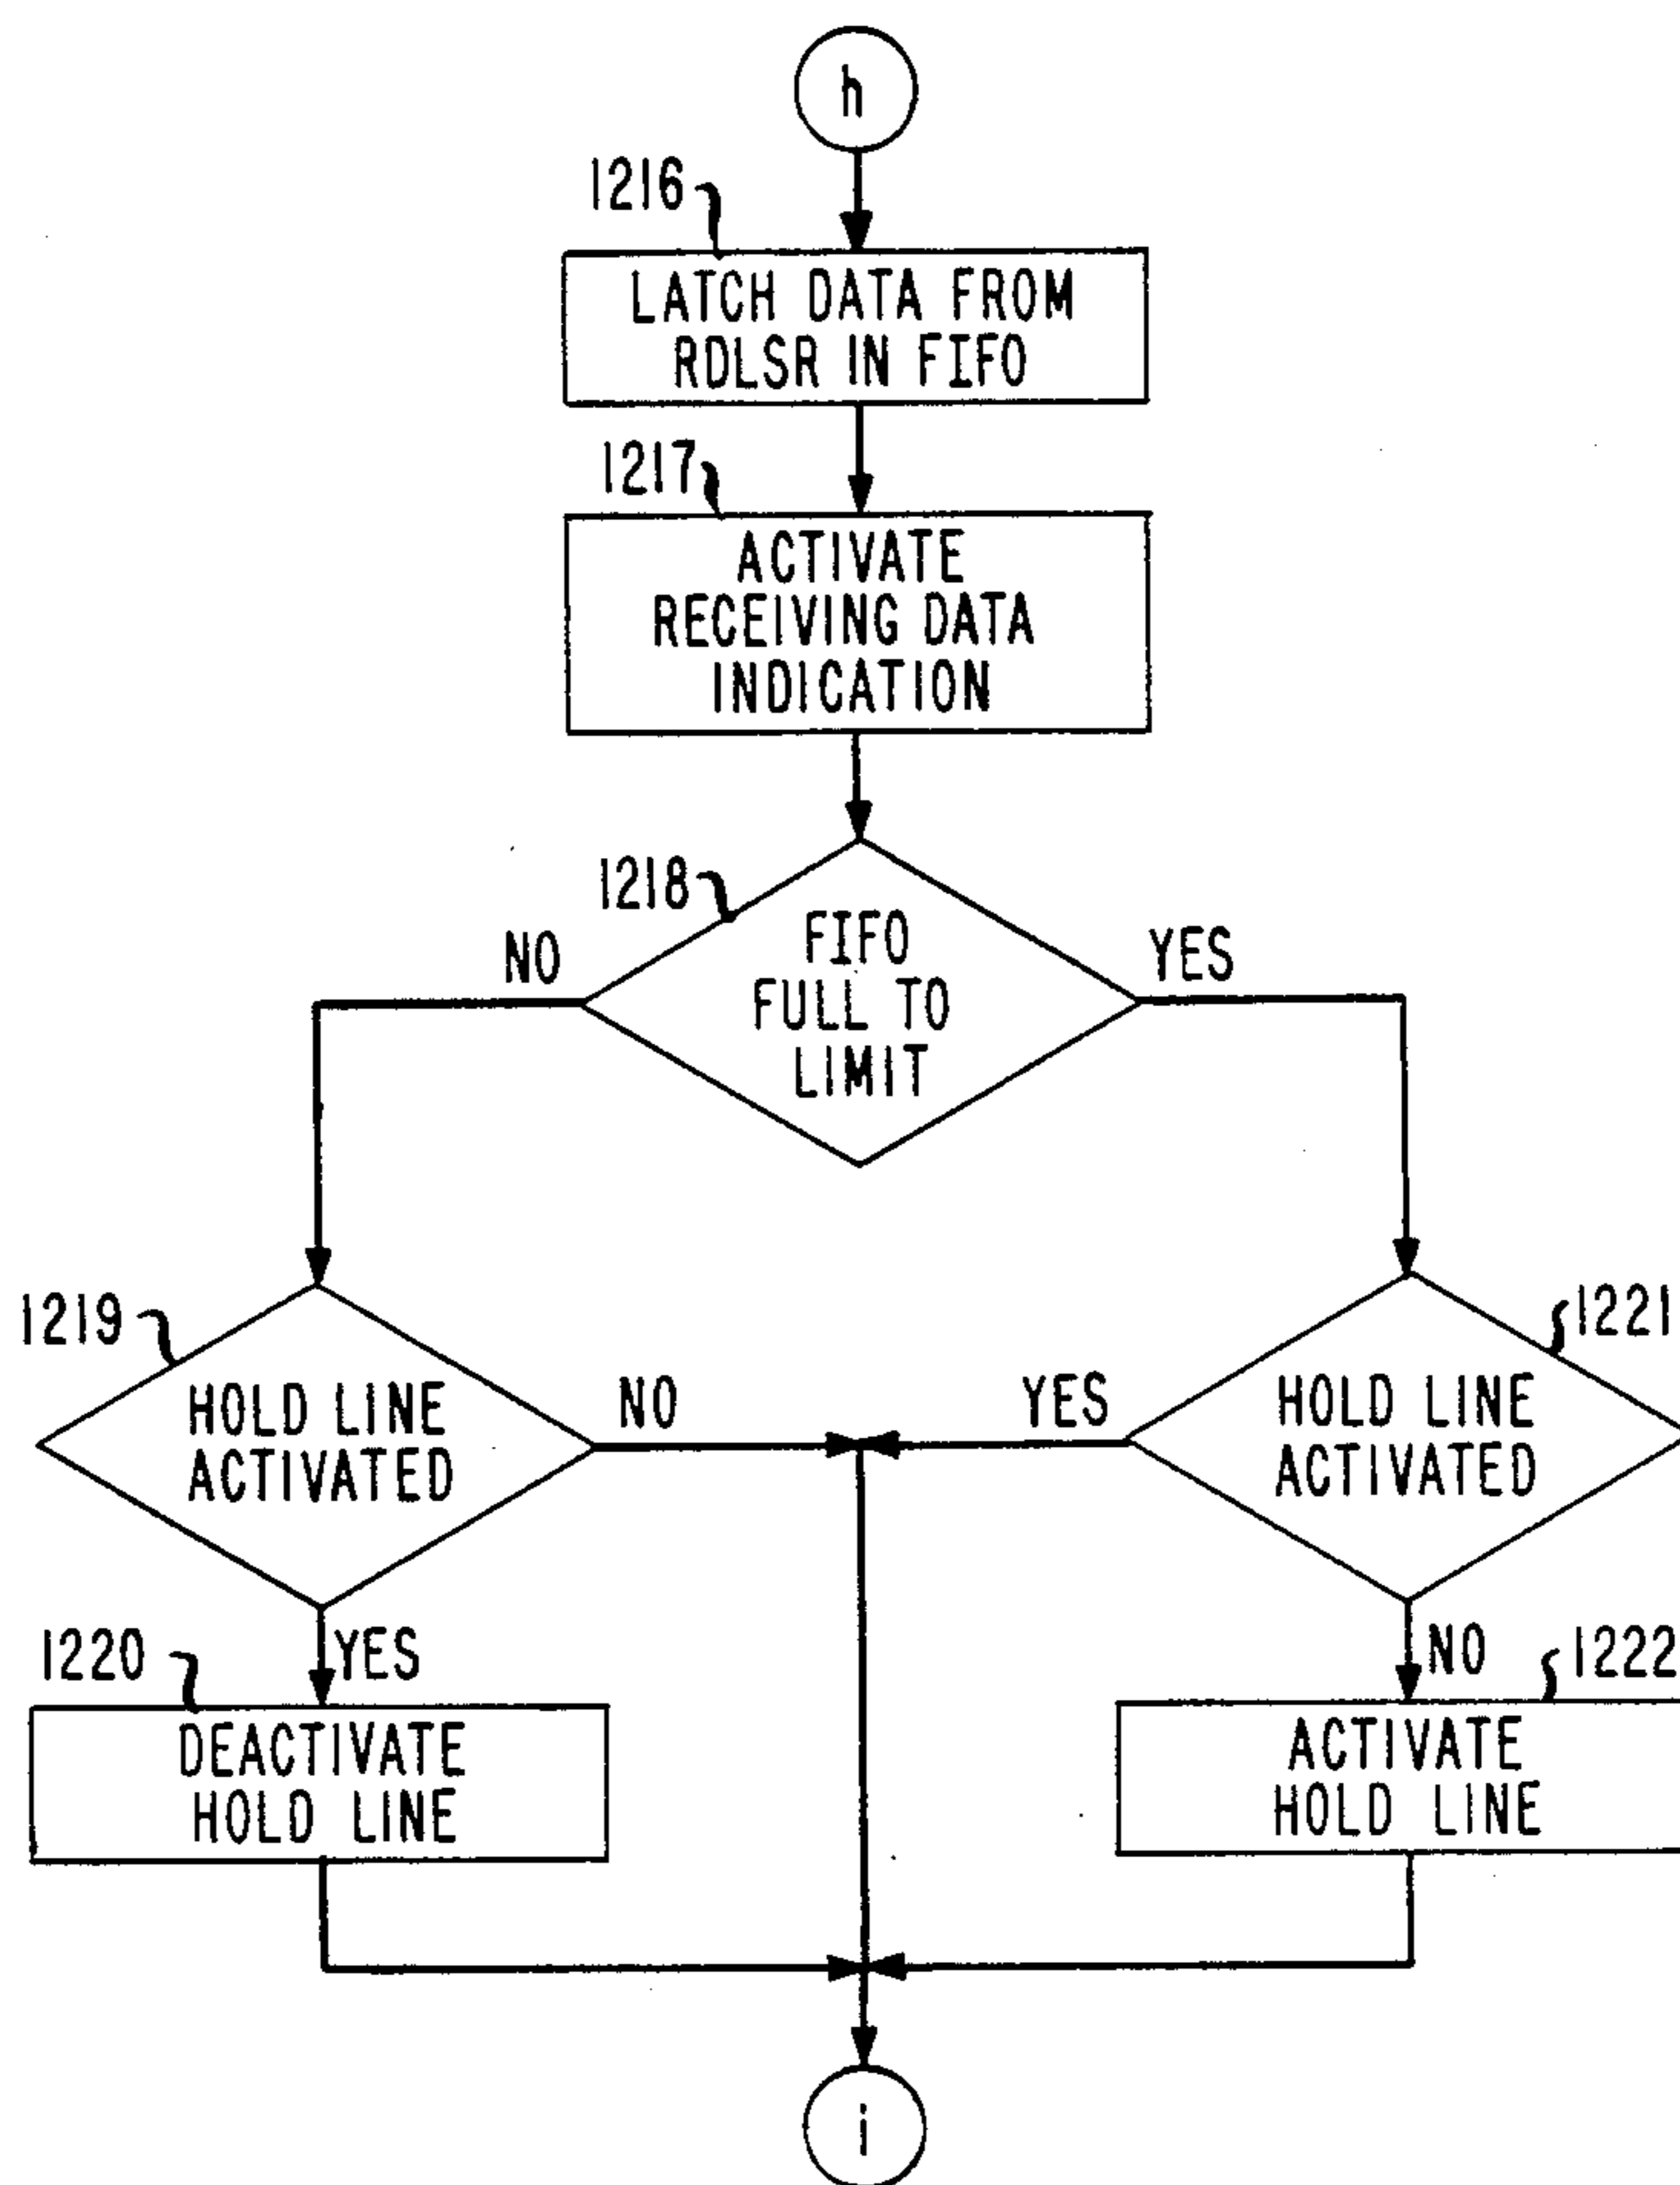 h
1216
LATCH DATA FROM
RDLSR IN FIFO
1217
ACTIVATE
RECEIVING DATA
INDICATION
1218
FIFO
FULL TO
LIMIT
NO
YES
1219
HOLD LINE
ACTIVATED
NO
YES
1221
HOLD LINE
ACTIVATED
1220
YES
DEACTIVATE
HOLD LINE
NO
1222
ACTIVATE
HOLD LINE
i